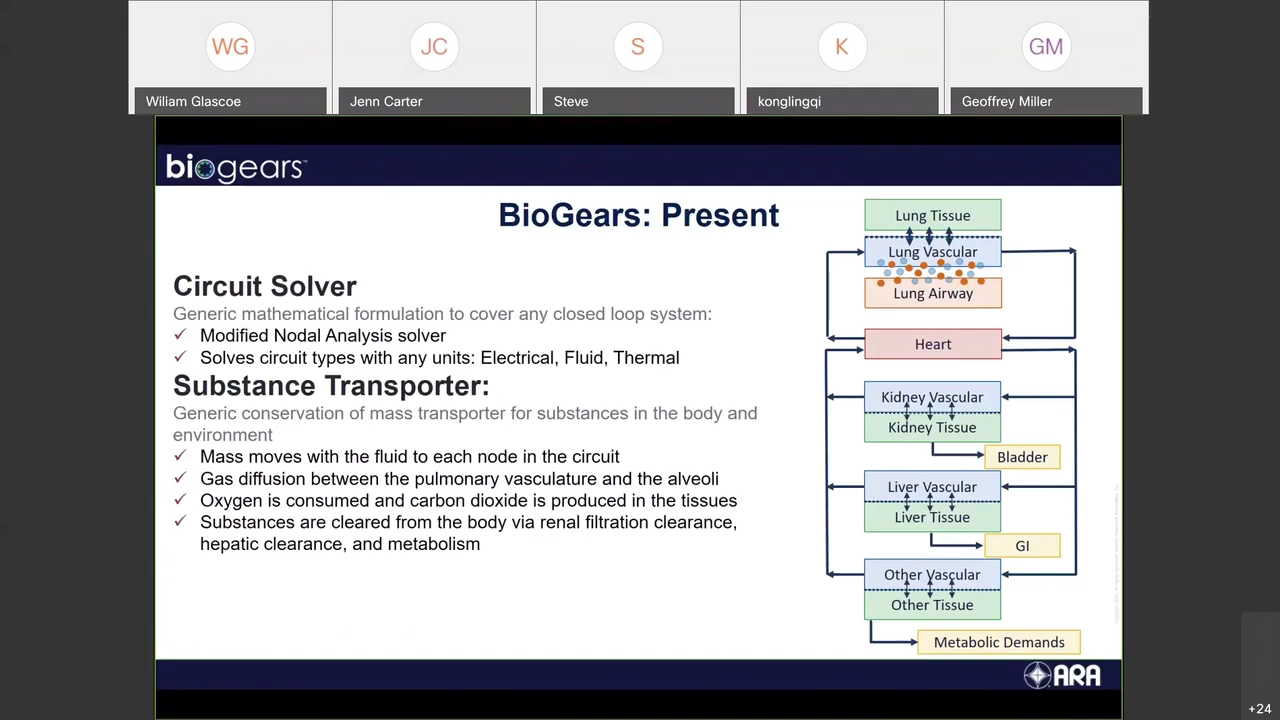 WG
JC
S
K
GM
Wiliam Glascoe
Jenn Carter
Steve
konglingqi
Geoffrey Miller
biogears™
BioGears: Present
Circuit Solver
Generic mathematical formulation to cover any closed loop system:
✓ Modified Nodal Analysis solver
✓ Solves circuit types with any units: Electrical, Fluid, Thermal
Substance Transporter:
Generic conservation of mass transporter for substances in the body and
environment
✓ Mass moves with the fluid to each node in the circuit
✓ Gas diffusion between the pulmonary vasculature and the alveoli
✓ Oxygen is consumed and carbon dioxide is produced in the tissues
✓ Substances are cleared from the body via renal filtration clearance,
hepatic clearance, and metabolism
Lung Tissue
Lung Vascular
Lung Airway
Heart
Kidney Vascular
Kidney Tissue
Bladder
Liver Vascular
Liver Tissue
GI
Other Vascular
Other Tissue
Metabolic Demands
ARA
+24